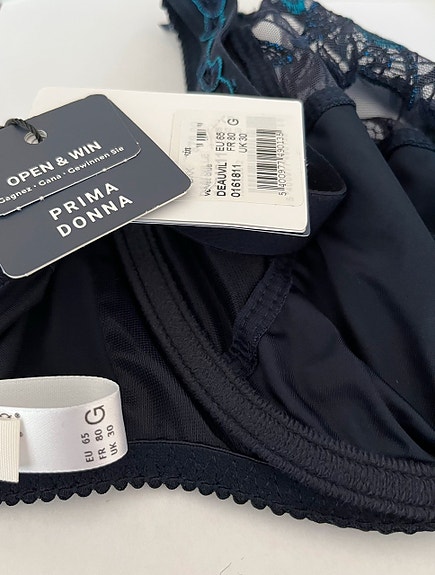 OPEN & WIN
Gagnez · Gana · Gewinnen Sie
PRIMA
DONNA
DEAUVIL
0161811
EU 65
FR 80
UK 30
G
EU 65
FR 80
UK 30
G